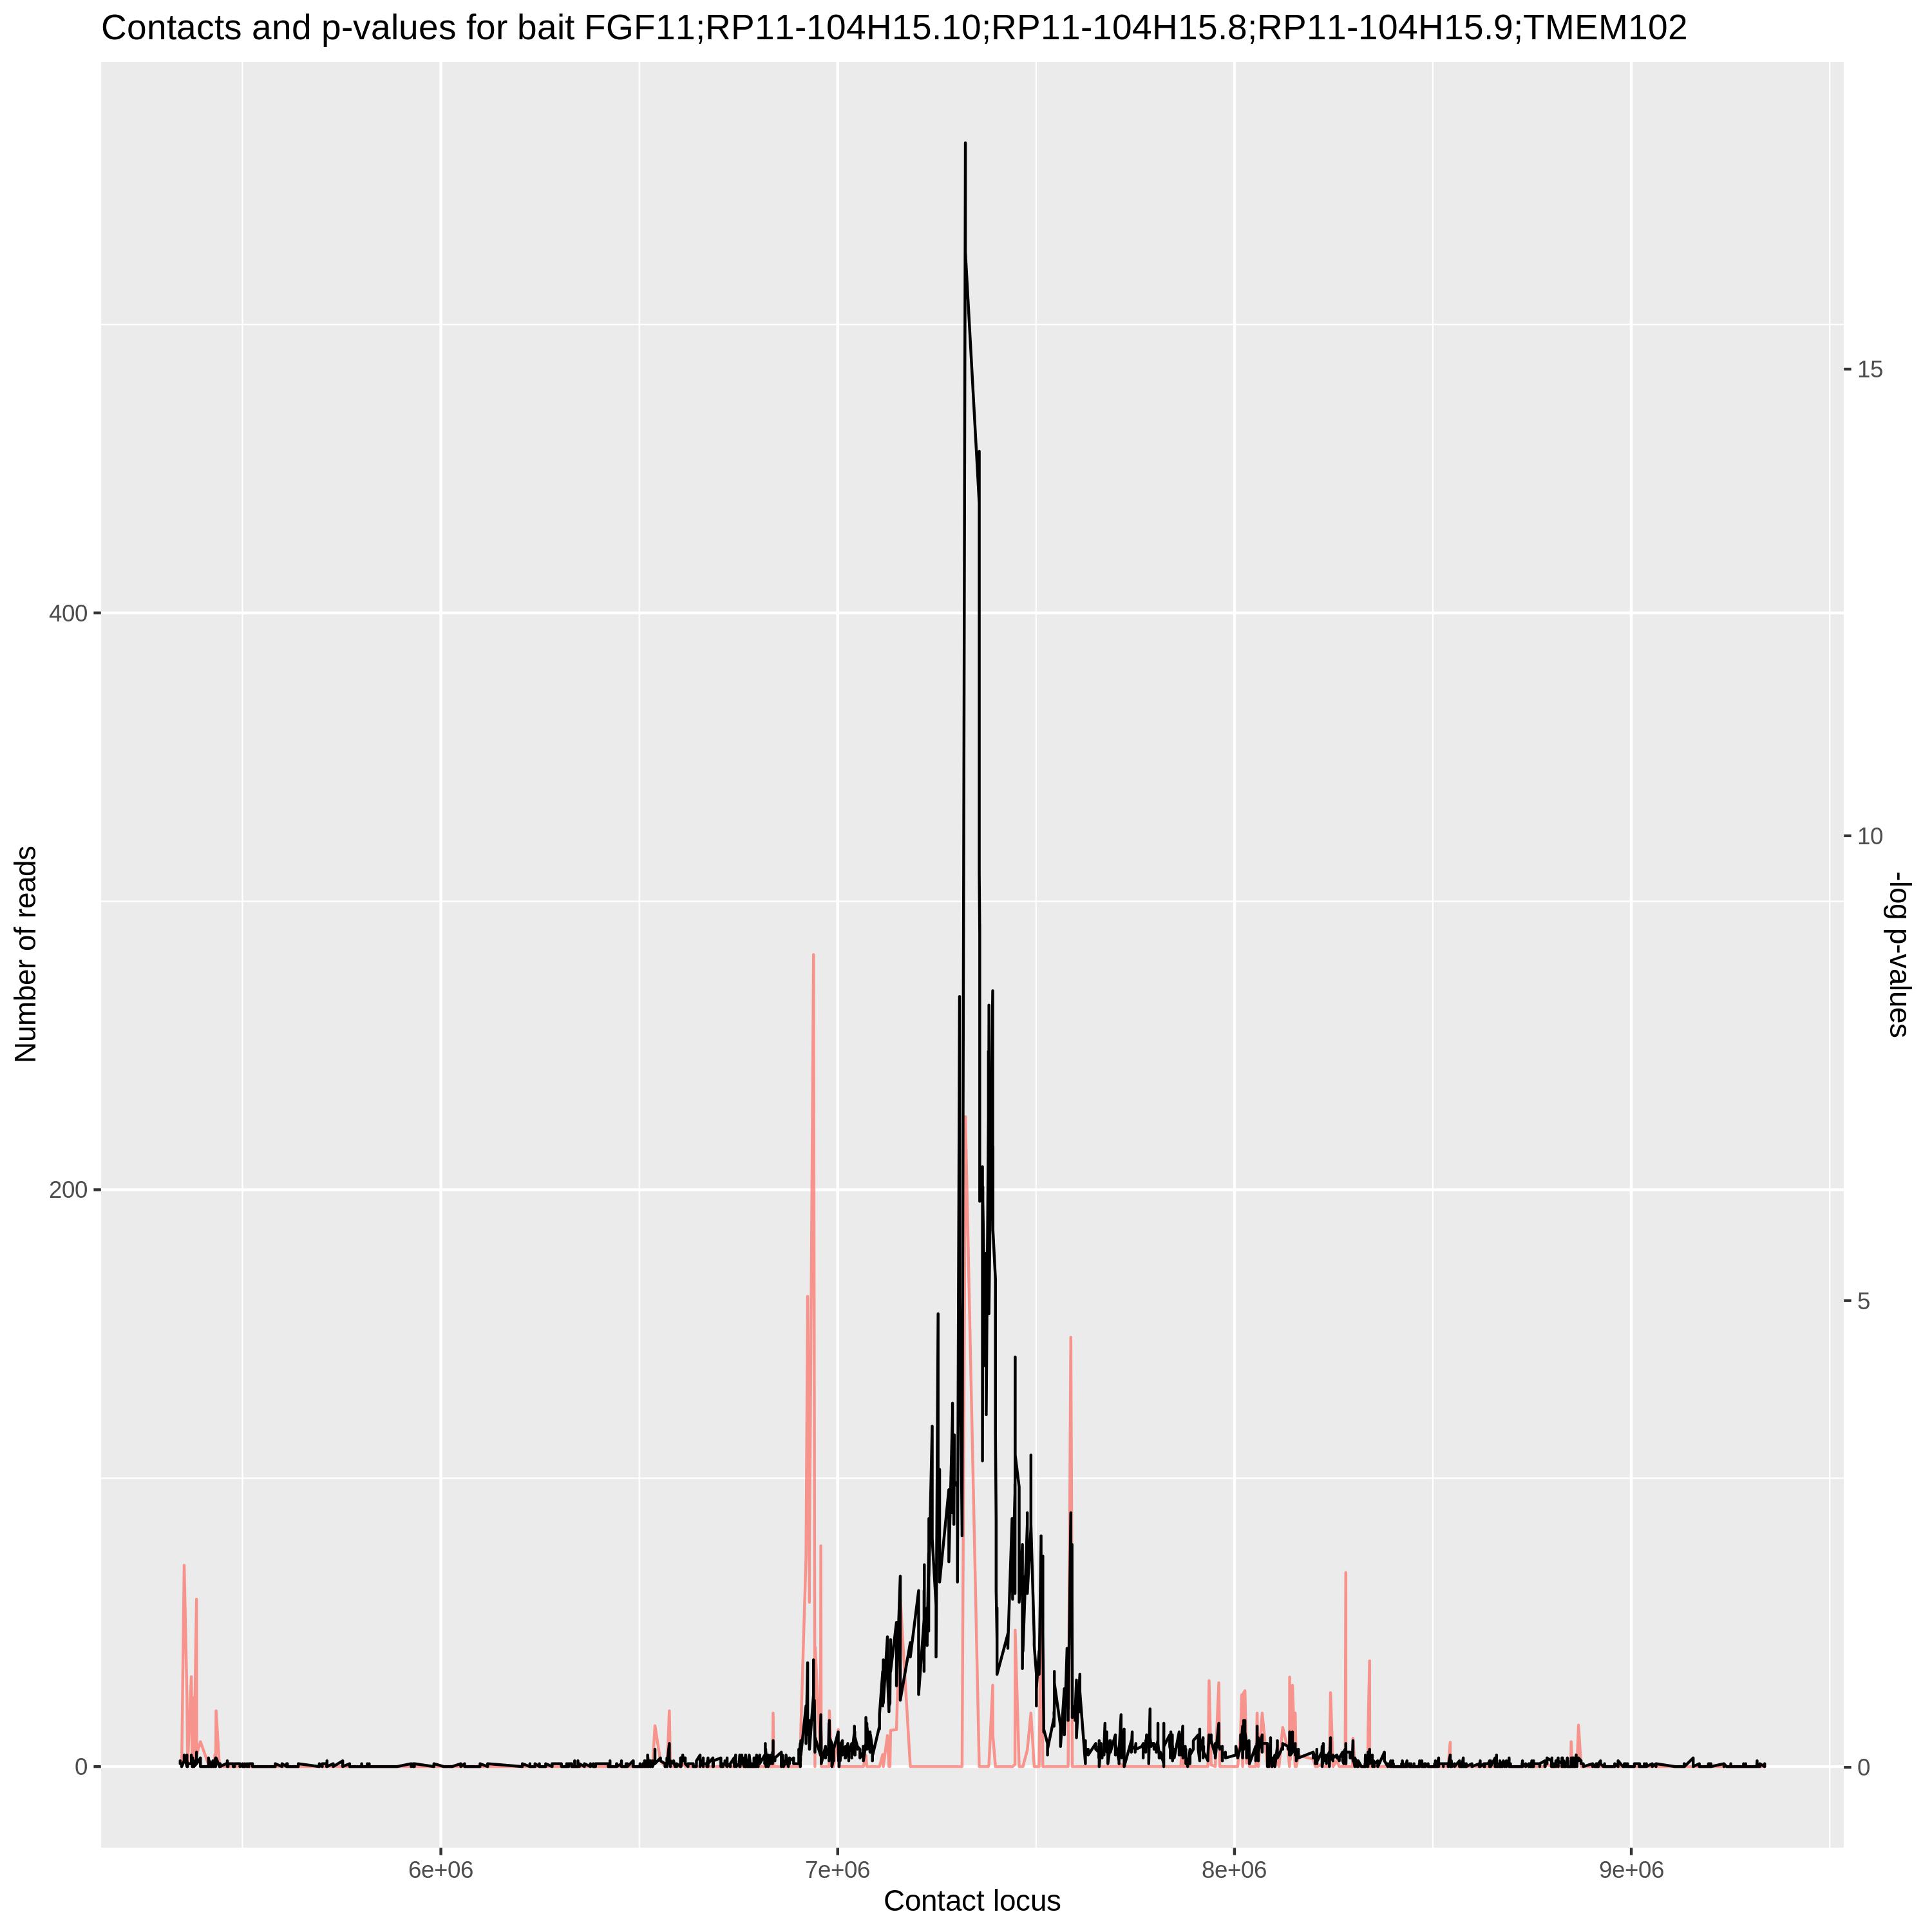 Contacts and p-values for bait FGF11;RP11-104H15.10;RP11-104H15.8;RP11-104H15.9;TMEM102
Number of reads
400
200
0
15
10
5
0
-log p-values
6e+06
7e+06
8e+06
9e+06
Contact locus